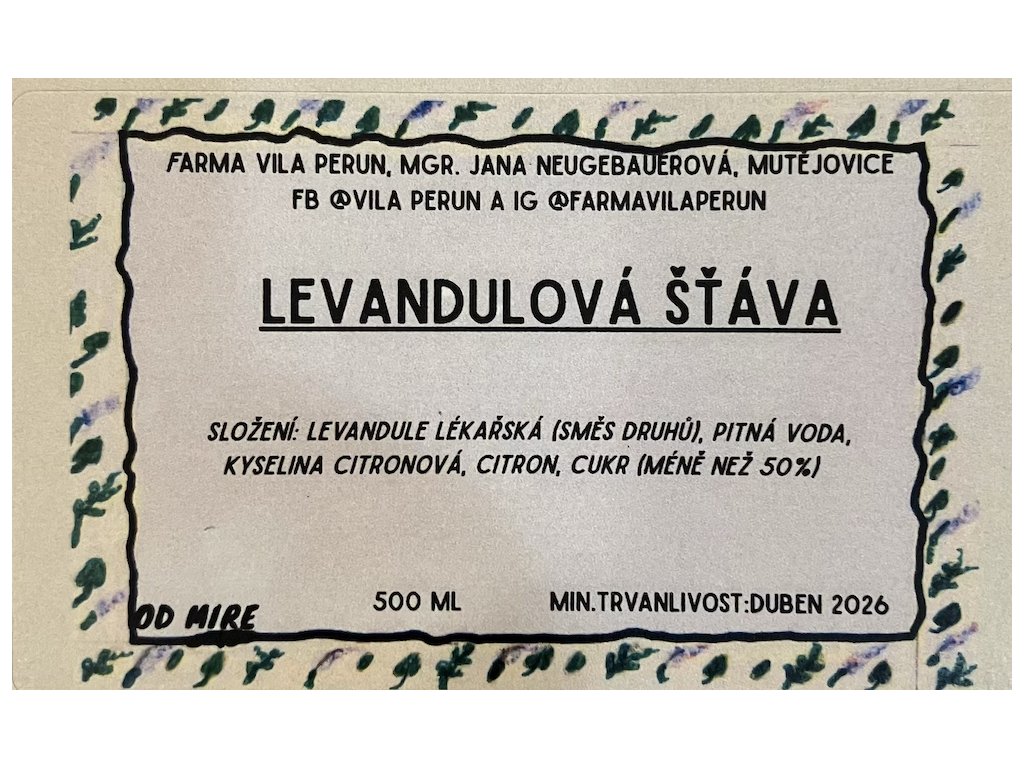 FARMA VILA PERUN, MGR. JANA NEUGEBAUEROVÁ, MUTĚJOVICE
FB @VILA PERUN A IG @FARMAVILAPERUN
LEVANDULOVÁ ŠŤÁVA
SLOŽENÍ: LEVANDULE LÉKAŘSKÁ (SMĚS DRUHŮ), PITNÁ VODA,
KYSELINA CITRONOVÁ, CITRON, CUKR (MÉNĚ NEŽ 50%)
OD MIRE 500 ML MIN.TRVANLIVOST:DUBEN 2026